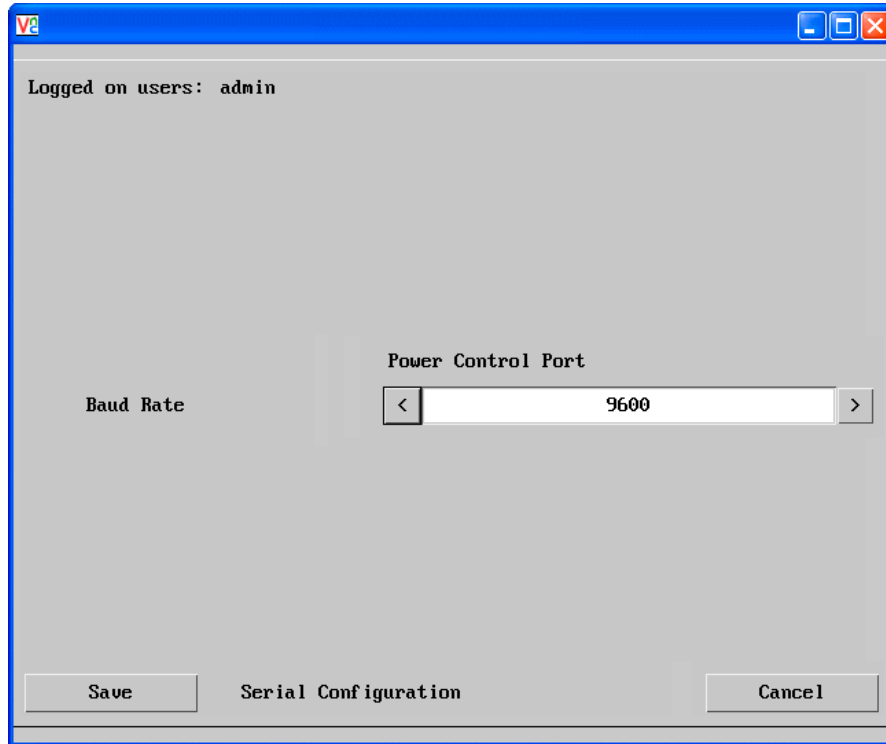 Logged on users: admin
Power Control Port
Baud Rate < 9600 >
Save Serial Configuration Cancel